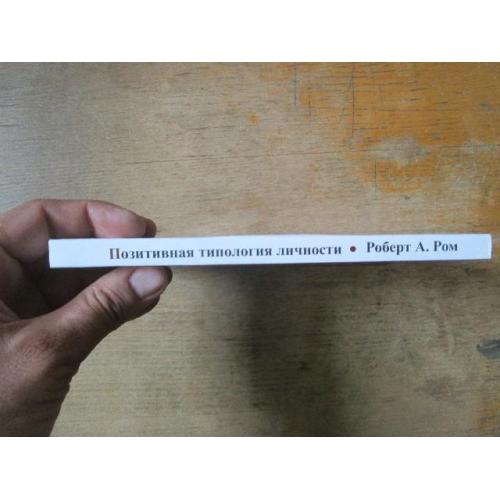 Позитивная типология личности • Роберт А. Ром